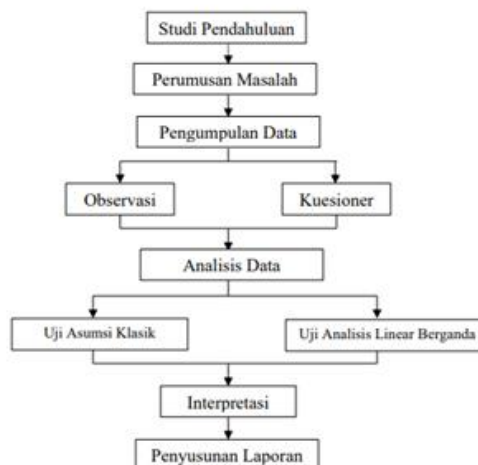 Studi Pendahuluan
Perumusan Masalah
Pengumpulan Data
Observasi
Kuesioner
Analisis Data
Uji Asumsi Klasik
Uji Analisis Linear Berganda
Interpretasi
Penyusunan Laporan